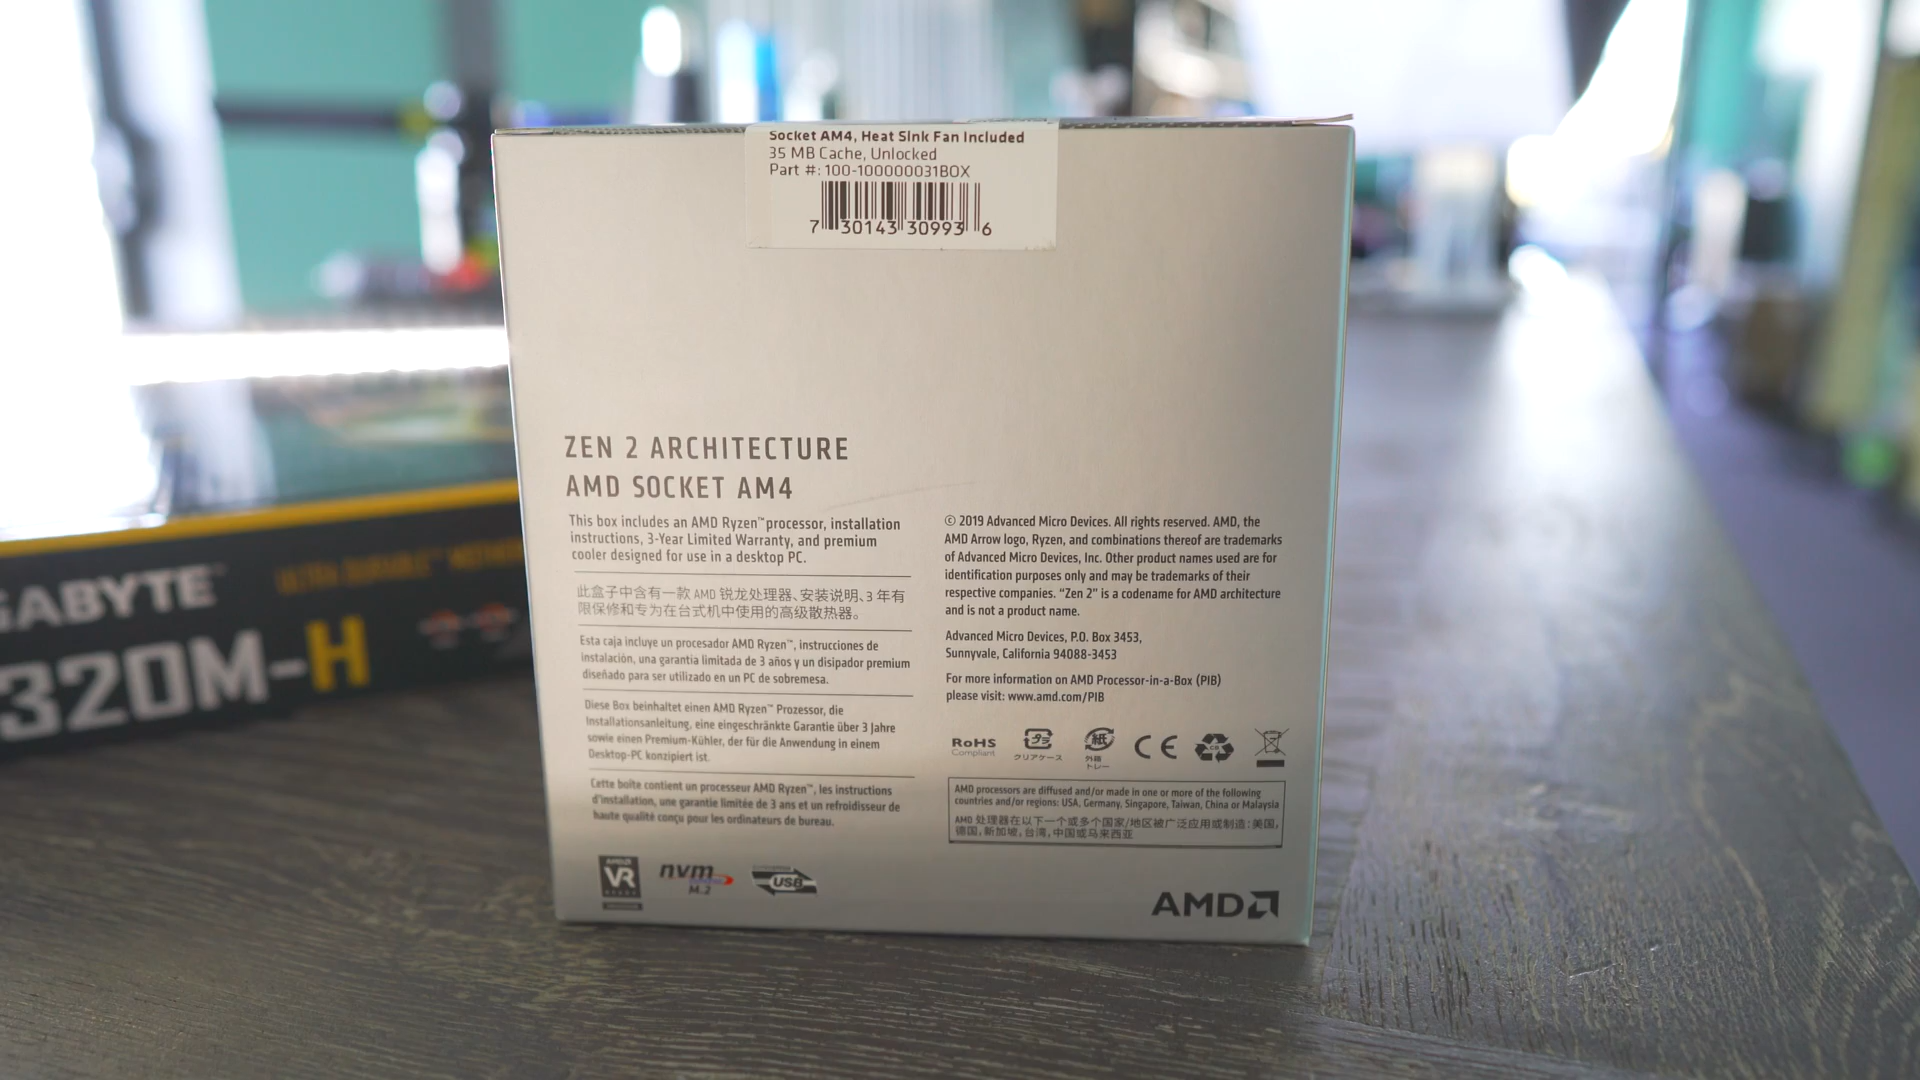 Socket AM4, Heat Sink Fan Included
35 MB Cache, Unlocked
Part #: 100-100000031BOX
7 30143 30993 6
ZEN 2 ARCHITECTURE
AMD SOCKET AM4
This box includes an AMD Ryzen™ processor, installation
instructions, 3-Year Limited Warranty, and premium
cooler designed for use in a desktop PC.
此盒子中含有一款 AMD 锐龙处理器、安装说明、3 年有
限保修和专为在台式机中使用的高级散热器。
Esta caja incluye un procesador AMD Ryzen™, instrucciones de
instalación, una garantía limitada de 3 años y un disipador premium
diseñado para ser utilizado en un PC de sobremesa.
Diese Box beinhaltet einen AMD Ryzen™ Prozessor, die
Installationsanleitung, eine eingeschränkte Garantie über 3 Jahre
sowie einen Premium-Kühler, der für die Anwendung in einem
Desktop-PC konzipiert ist.
Cette boîte contient un processeur AMD Ryzen™, les instructions
d'installation, une garantie limitée de 3 ans et un refroidisseur de
haute qualité conçu pour les ordinateurs de bureau.
© 2019 Advanced Micro Devices. All rights reserved. AMD, the
AMD Arrow logo, Ryzen, and combinations thereof are trademarks
of Advanced Micro Devices, Inc. Other product names used are for
identification purposes only and may be trademarks of their
respective companies. "Zen 2" is a codename for AMD architecture
and is not a product name.
Advanced Micro Devices, P.O. Box 3453,
Sunnyvale, California 94088-3453
For more information on AMD Processor-in-a-Box (PIB)
please visit: www.amd.com/PIB
RoHS
Compliant
プラ
クリアケース
紙
外箱
トレー
CE
AMD processors are diffused and/or made in one or more of the following
countries and/or regions: USA, Germany, Singapore, Taiwan, China or Malaysia
AMD 处理器在以下一个或多个国家/地区被广泛应用或制造：美国，
德国，新加坡，台湾，中国或马来西亚
VR
nvm
M.2
USB
AMD
GABYTE™
ULTRA DURABLE™
320M-H